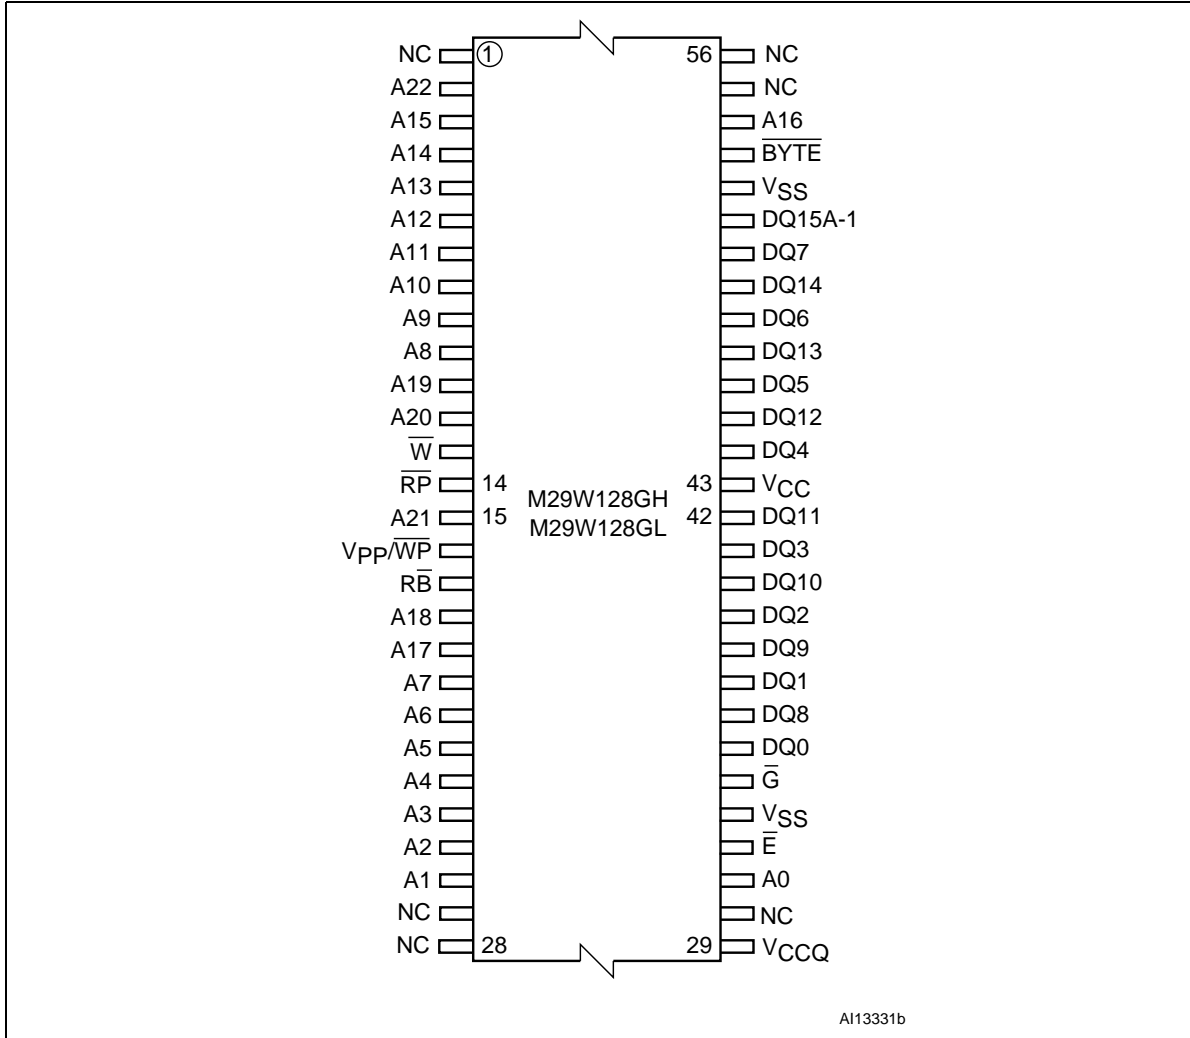 NC 1 56 NC
A22 NC
A15 A16
A14 B̅Y̅T̅E̅
A13 VSS
A12 DQ15A-1
A11 DQ7
A10 DQ14
A9 DQ6
A8 DQ13
A19 DQ5
A20 DQ12
W̅ DQ4
R̅P̅ 14 43 VCC
A21 15 42 DQ11
M29W128GH
M29W128GL
VPP/W̅P̅ DQ3
RB̅ DQ10
A18 DQ2
A17 DQ9
A7 DQ1
A6 DQ8
A5 DQ0
A4 G̅
A3 VSS
A2 E̅
A1 A0
NC NC
NC 28 29 VCCQ
AI13331b